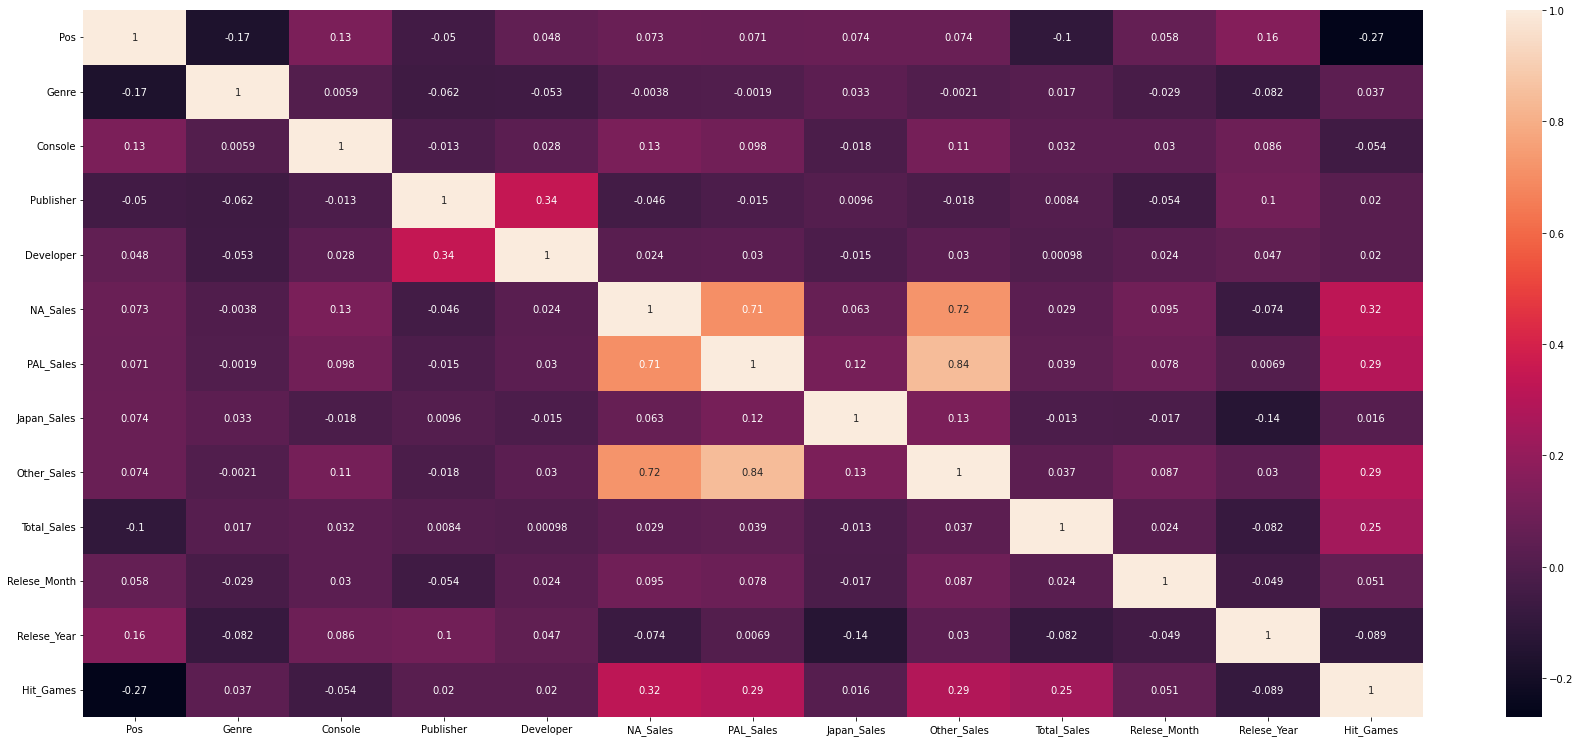 Pos 1 -0.17 0.13 -0.05 0.048 0.073 0.071 0.074 0.074 -0.1 0.058 0.16 -0.27
Genre -0.17 1 0.0059 -0.062 -0.053 -0.0038 -0.0019 0.033 -0.0021 0.017 -0.029 -0.082 0.037
Console 0.13 0.0059 1 -0.013 0.028 0.13 0.098 -0.018 0.11 0.032 0.03 0.086 -0.054
Publisher -0.05 -0.062 -0.013 1 0.34 -0.046 -0.015 0.0096 -0.018 0.0084 -0.054 0.1 0.02
Developer 0.048 -0.053 0.028 0.34 1 0.024 0.03 -0.015 0.03 0.00098 0.024 0.047 0.02
NA_Sales 0.073 -0.0038 0.13 -0.046 0.024 1 0.71 0.063 0.72 0.029 0.095 -0.074 0.32
PAL_Sales 0.071 -0.0019 0.098 -0.015 0.03 0.71 1 0.12 0.84 0.039 0.078 0.0069 0.29
Japan_Sales 0.074 0.033 -0.018 0.0096 -0.015 0.063 0.12 1 0.13 -0.013 -0.017 -0.14 0.016
Other_Sales 0.074 -0.0021 0.11 -0.018 0.03 0.72 0.84 0.13 1 0.037 0.087 0.03 0.29
Total_Sales -0.1 0.017 0.032 0.0084 0.00098 0.029 0.039 -0.013 0.037 1 0.024 -0.082 0.25
Relese_Month 0.058 -0.029 0.03 -0.054 0.024 0.095 0.078 -0.017 0.087 0.024 1 -0.049 0.051
Relese_Year 0.16 -0.082 0.086 0.1 0.047 -0.074 0.0069 -0.14 0.03 -0.082 -0.049 1 -0.089
Hit_Games -0.27 0.037 -0.054 0.02 0.02 0.32 0.29 0.016 0.29 0.25 0.051 -0.089 1
Pos Genre Console Publisher Developer NA_Sales PAL_Sales Japan_Sales Other_Sales Total_Sales Relese_Month Relese_Year Hit_Games
1.0
0.8
0.6
0.4
0.2
0.0
-0.2